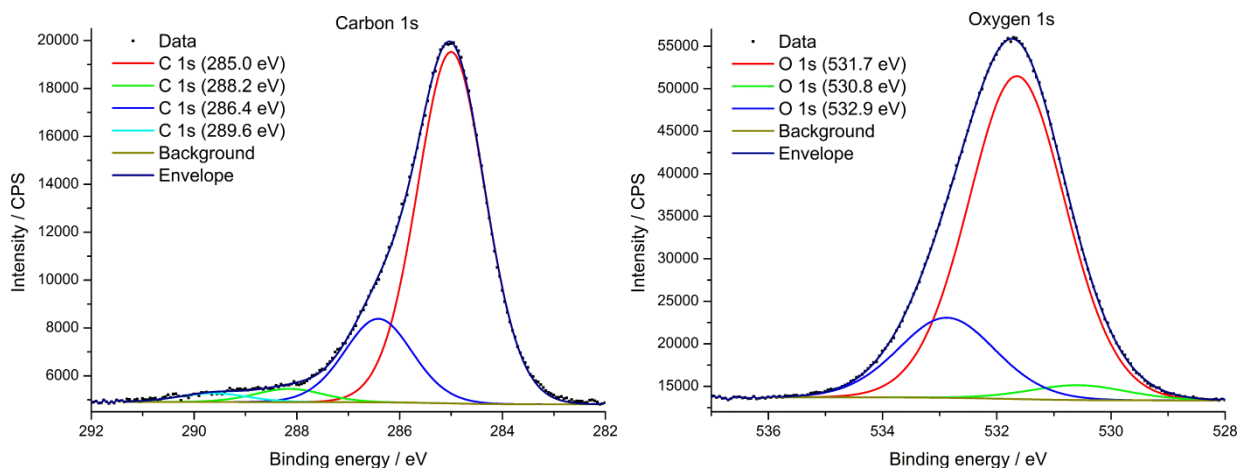 Carbon 1s
20000
18000
16000
14000
12000
10000
8000
6000
Intensity / CPS
Data
C 1s (285.0 eV)
C 1s (288.2 eV)
C 1s (286.4 eV)
C 1s (289.6 eV)
Background
Envelope
292 290 288 286 284 282
Binding energy / eV
Oxygen 1s
55000
50000
45000
40000
35000
30000
25000
20000
15000
Intensity / CPS
Data
O 1s (531.7 eV)
O 1s (530.8 eV)
O 1s (532.9 eV)
Background
Envelope
536 534 532 530 528
Binding energy / eV